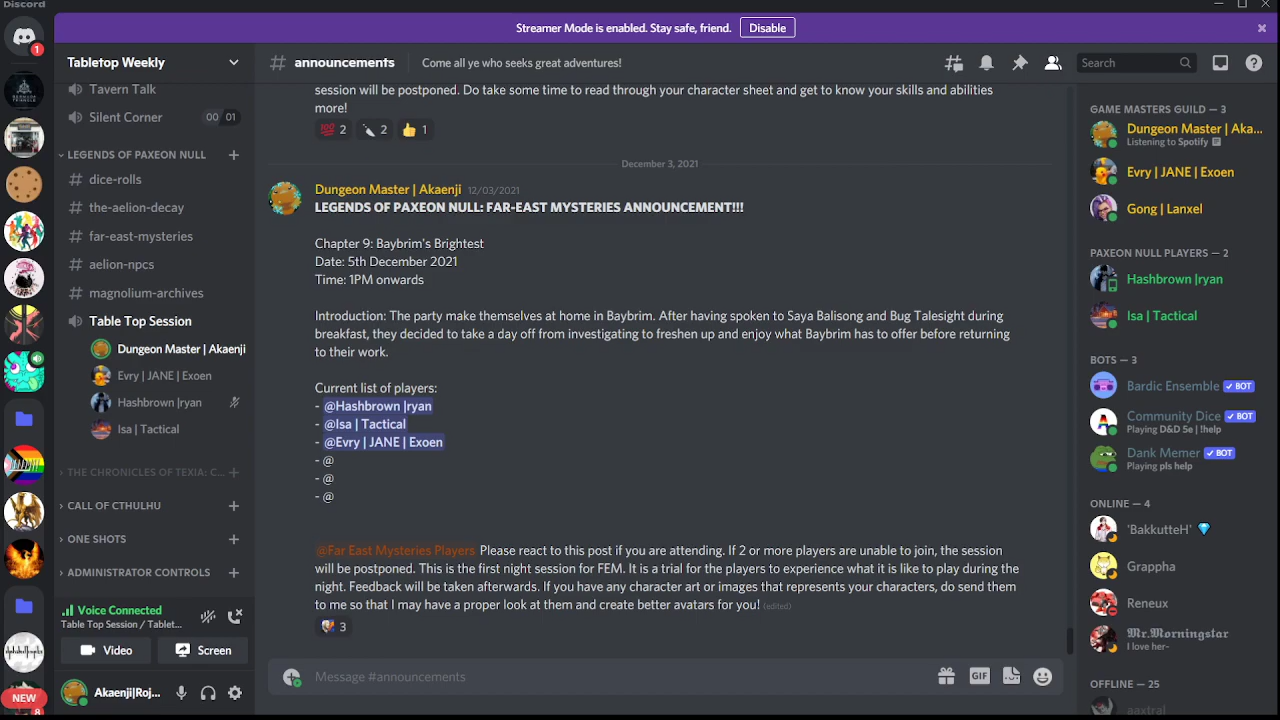 Discord
Streamer Mode is enabled. Stay safe, friend.
Disable
1
Tabletop Weekly
Tavern Talk
Silent Corner
00 01
LEGENDS OF PAXEON NULL
dice-rolls
the-aelion-decay
far-east-mysteries
aelion-npcs
magnolium-archives
Table Top Session
Dungeon Master | Akaenji
Evry | JANE | Exoen
Hashbrown |ryan
Isa | Tactical
THE CHRONICLES OF TEXIA: C...
CALL OF CTHULHU
ONE SHOTS
ADMINISTRATOR CONTROLS
Voice Connected
Table Top Session / Tablet...
Video
Screen
NEW
8
Akaenji|Roj...
# announcements
Come all ye who seeks great adventures!
Search
session will be postponed. Do take some time to read through your character sheet and get to know your skills and abilities
more!
2
2
1
December 3, 2021
Dungeon Master | Akaenji 12/03/2021
LEGENDS OF PAXEON NULL: FAR-EAST MYSTERIES ANNOUNCEMENT!!!
Chapter 9: Baybrim's Brightest
Date: 5th December 2021
Time: 1PM onwards
Introduction: The party make themselves at home in Baybrim. After having spoken to Saya Balisong and Bug Talesight during
breakfast, they decided to take a day off from investigating to freshen up and enjoy what Baybrim has to offer before returning
to their work.
Current list of players:
- @Hashbrown |ryan
- @Isa | Tactical
- @Evry | JANE | Exoen
- @
- @
- @
@Far East Mysteries Players Please react to this post if you are attending. If 2 or more players are unable to join, the session
will be postponed. This is the first night session for FEM. It is a trial for the players to experience what it is like to play during the
night. Feedback will be taken afterwards. If you have any character art or images that represents your characters, do send them
to me so that I may have a proper look at them and create better avatars for you! (edited)
3
Message #announcements
GIF
GAME MASTERS GUILD — 3
Dungeon Master | Aka...
Listening to Spotify
Evry | JANE | Exoen
Gong | Lanxel
PAXEON NULL PLAYERS — 2
Hashbrown |ryan
Isa | Tactical
BOTS — 3
Bardic Ensemble BOT
Community Dice BOT
Playing D&D 5e | !help
Dank Memer BOT
Playing pls help
ONLINE — 4
'BakkutteH'
Grappha
Reneux
𝕸𝖗.𝕸𝖔𝖗𝖓𝖎𝖓𝖌𝖘𝖙𝖆𝖗
I love her-
OFFLINE — 25
aaxtral